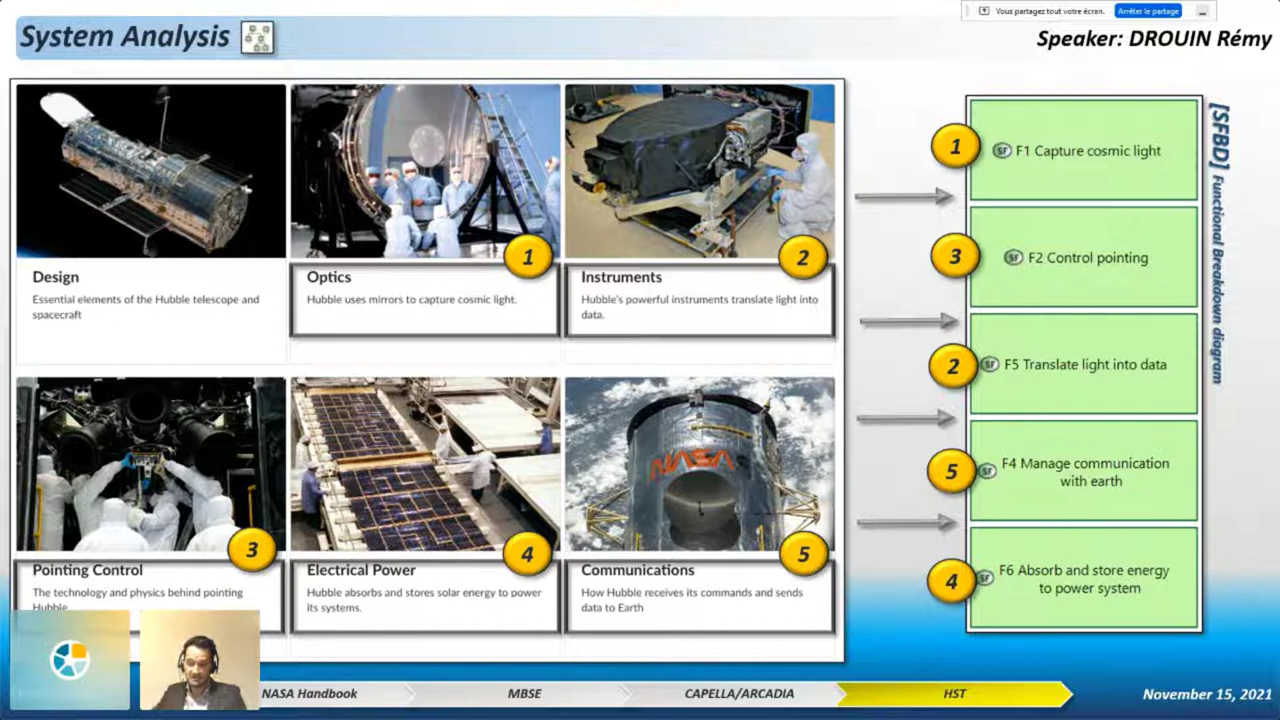 Vous partagez tout votre écran.
Arrêter le partage
System Analysis
Speaker: DROUIN Rémy
Design
Essential elements of the Hubble telescope and
spacecraft
1
Optics
Hubble uses mirrors to capture cosmic light.
2
Instruments
Hubble's powerful instruments translate light into
data.
3
Pointing Control
The technology and physics behind pointing
Hubble
4
Electrical Power
Hubble absorbs and stores solar energy to power
its systems.
NASA
5
Communications
How Hubble receives its commands and sends
data to Earth
1
SF F1 Capture cosmic light
3
SF F2 Control pointing
2
SF F5 Translate light into data
5
SF F4 Manage communication
with earth
4
SF F6 Absorb and store energy
to power system
[SFBD] Functional Breakdown diagram
NASA Handbook
MBSE
CAPELLA/ARCADIA
HST
November 15, 2021